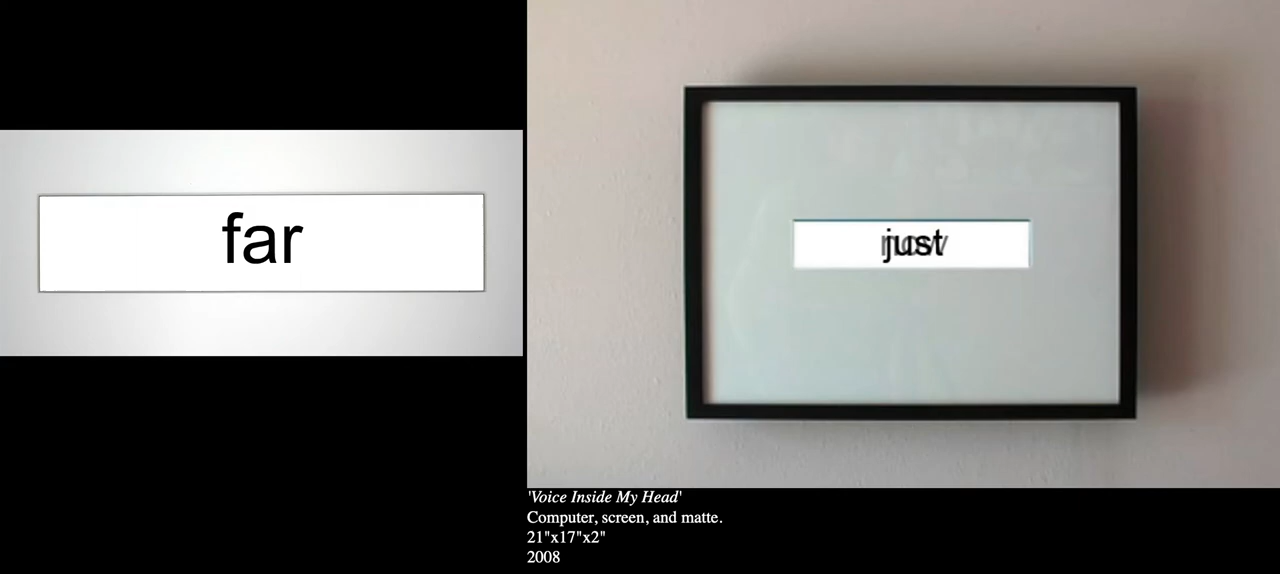 far
just
'Voice Inside My Head'
Computer, screen, and matte.
21"x17"x2"
2008